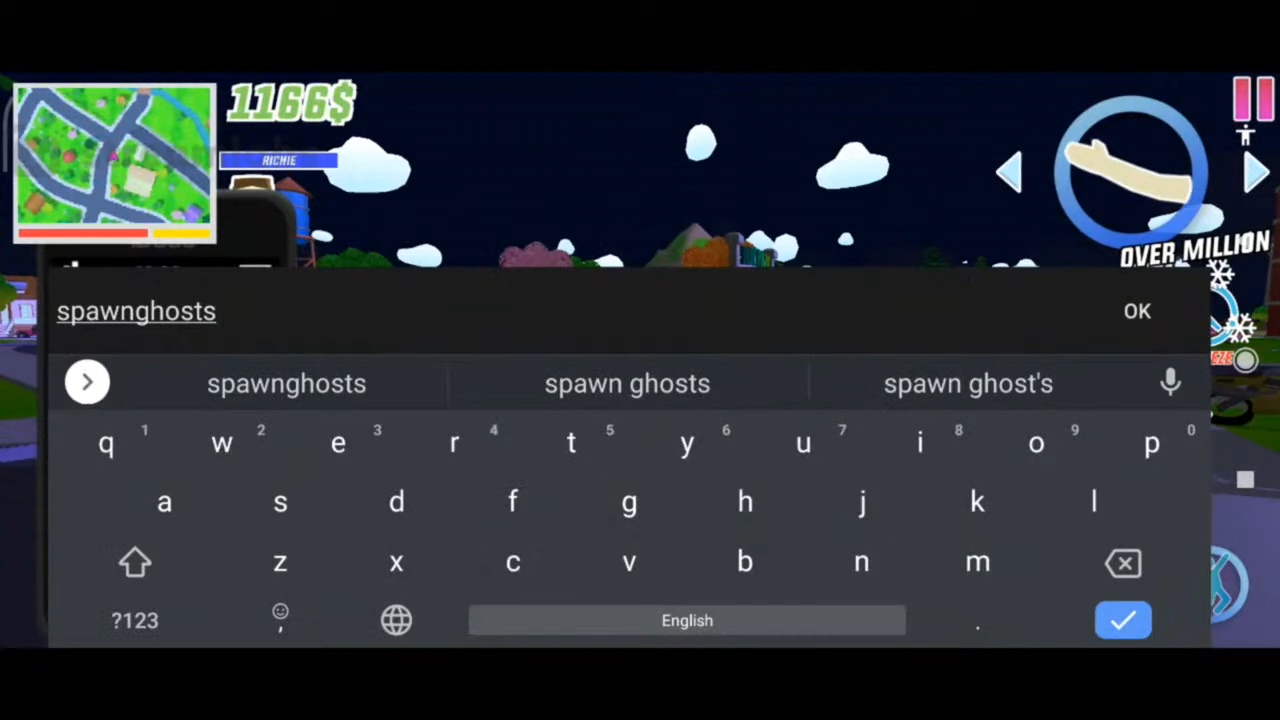 1166$
RICHIE
OVER MILLION
EZE
spawnghosts
OK
spawnghosts spawn ghosts spawn ghost's
q 1 w 2 e 3 r 4 t 5 y 6 u 7 i 8 o 9 p 0
a s d f g h j k l
z x c v b n m
?123 , English .